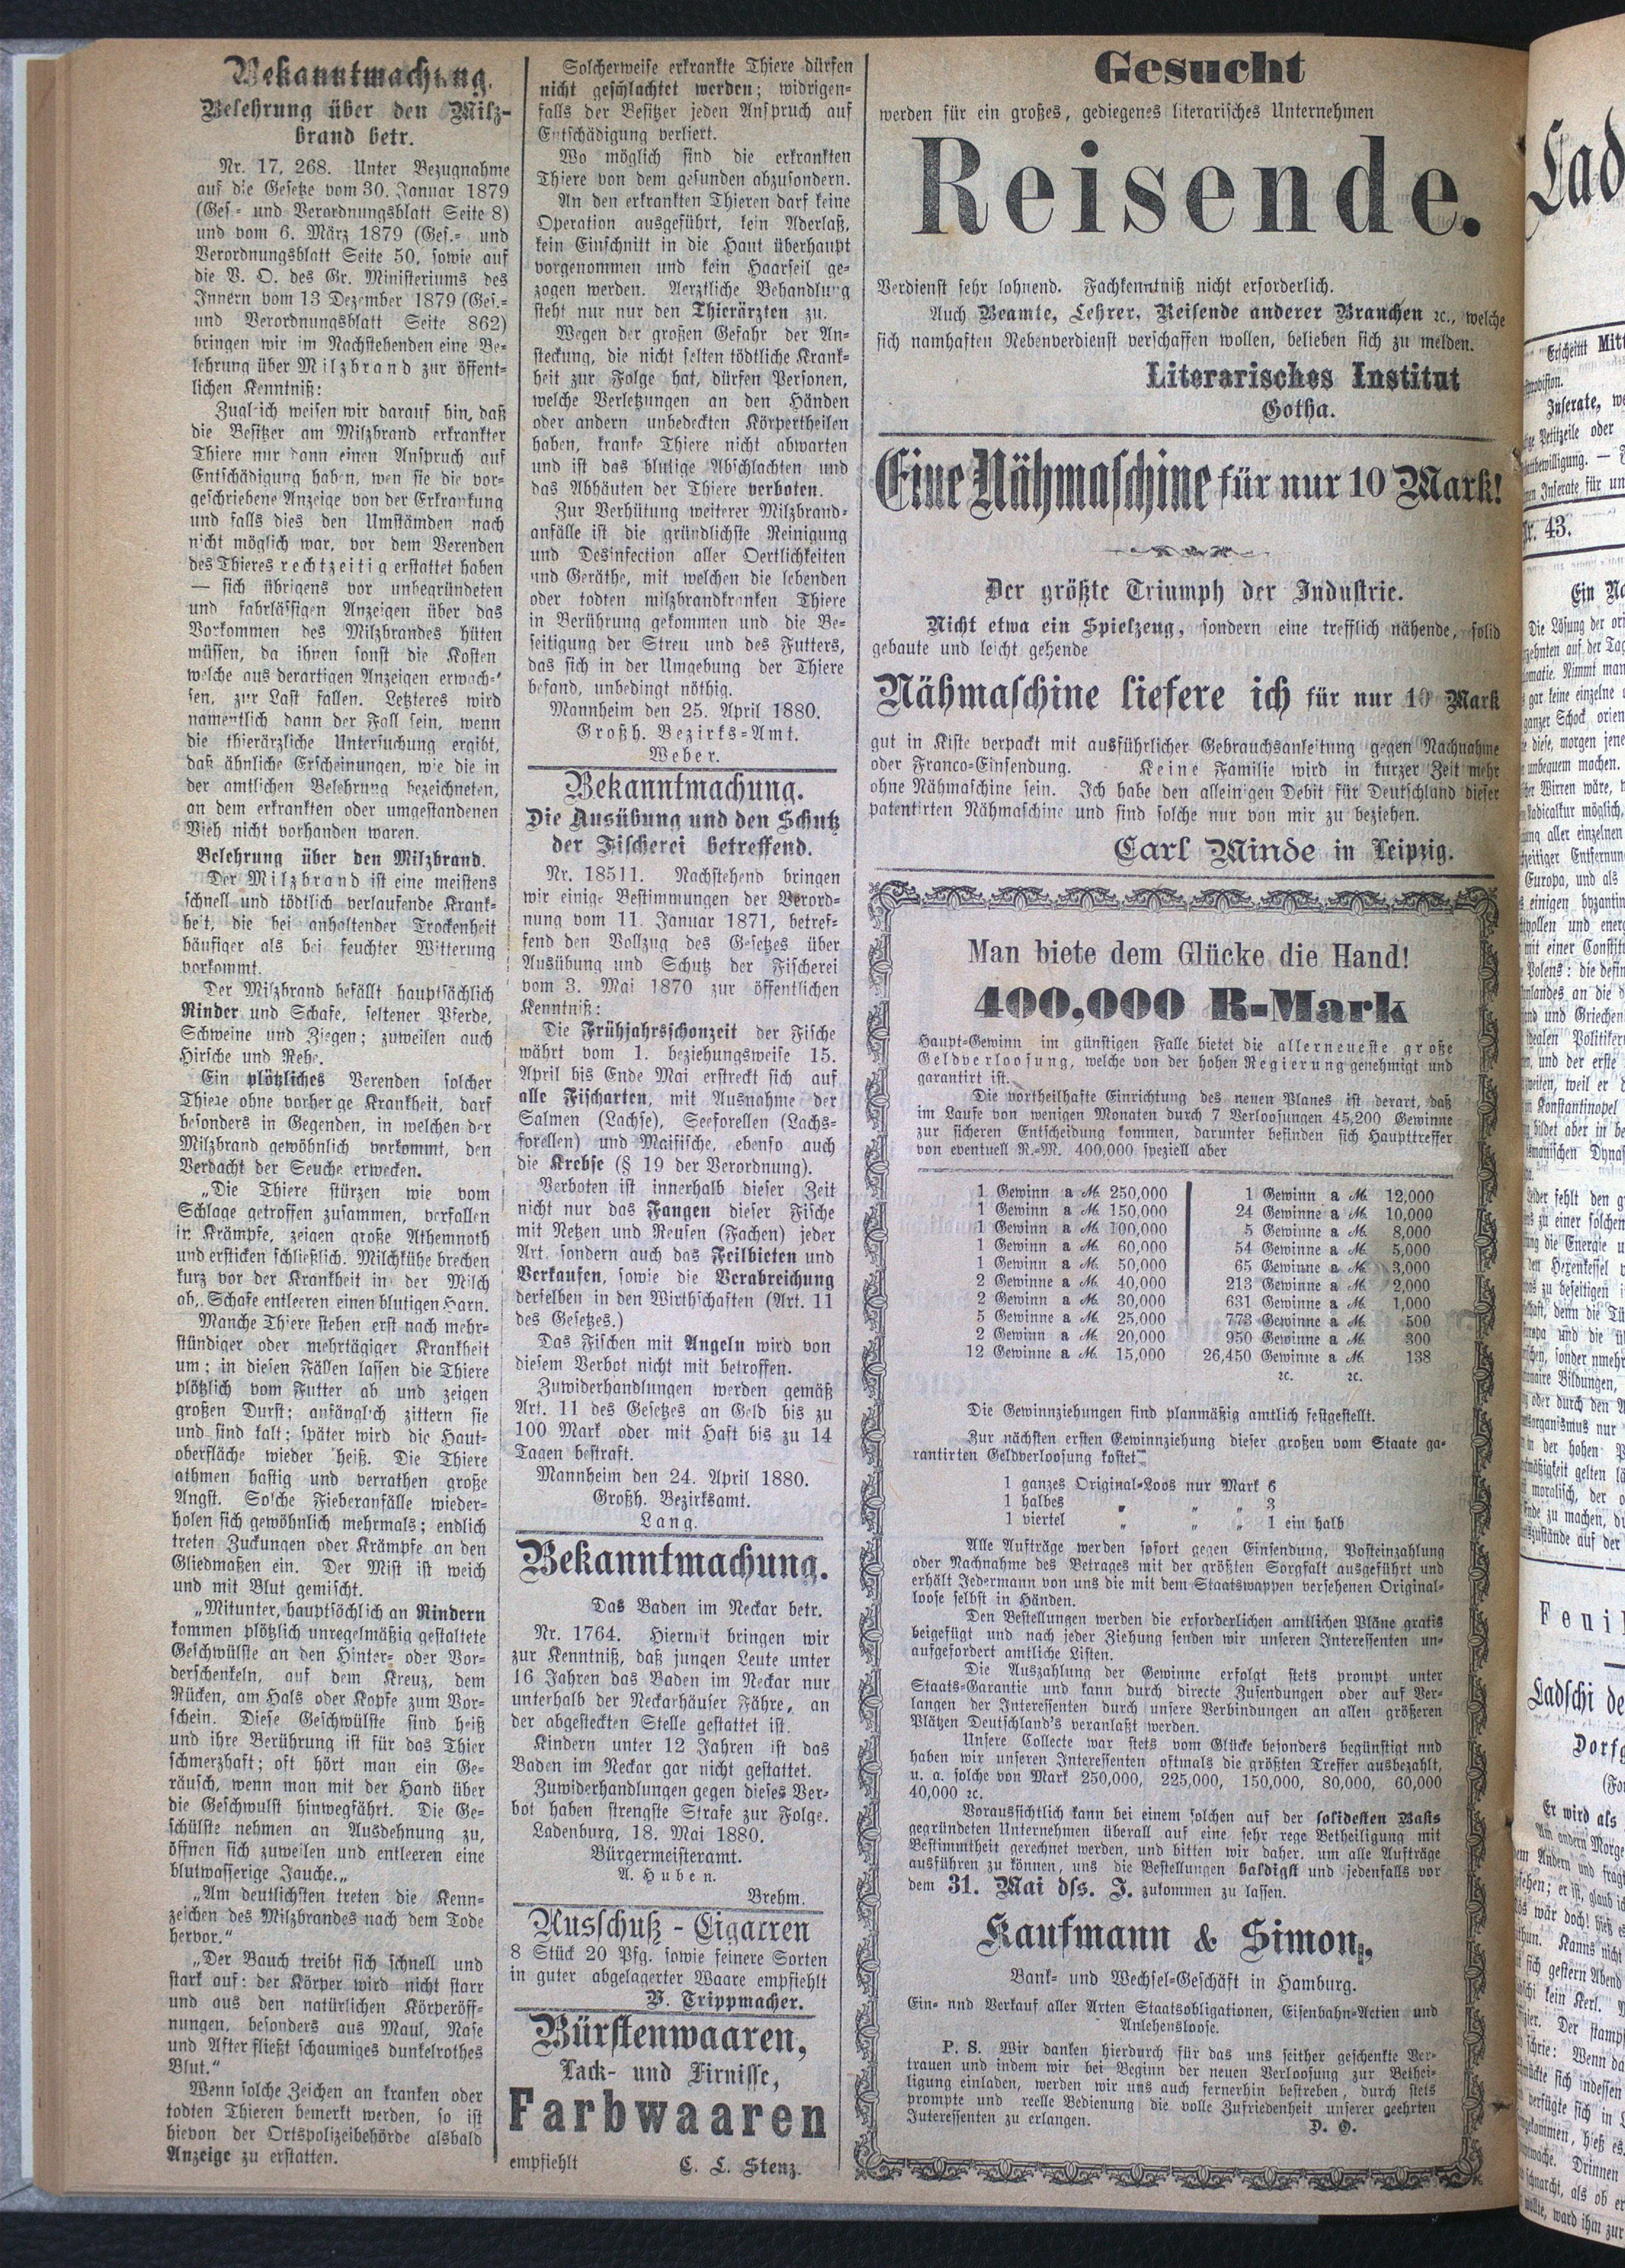 Bekanntmachung.
Belehrung über den Milz-
brand betr.
Nr. 17, 268. Unter Bezugnahme
auf die Gesetze vom 30. Januar 1879
(Ges.- und Verordnungsblatt Seite 8)
und vom 6. März 1879 (Ges.- und
Verordnungsblatt Seite 50, sowie auf
die V. O. des Gr. Ministeriums des
Innern vom 13 Dezember 1879 (Ges.-
und Verordnungsblatt Seite 862)
bringen wir im Nachstehenden eine Be-
lehrung über Milzbrand zur öffent-
lichen Kenntniß:
Zugleich weisen wir darauf hin, daß
die Besitzer am Milzbrand erkrankter
Thiere nur dann einen Anspruch auf
Entschädigung haben, wen sie die vor-
geschriebene Anzeige von der Erkrankung
und falls dies den Umstämden nach
nicht möglich war, vor dem Verenden
des Thieres rechtzeitig erstattet haben
— sich übrigens vor unbegründeten
und fahrlässigen Anzeigen über das
Vorkommen des Milzbrandes hüten
müssen, da ihnen sonst die Kosten
welche aus derartigen Anzeigen erwach-
sen, zur Last fallen. Letzteres wird
namentlich dann der Fall sein, wenn
die thierärzliche Untersuchung ergibt,
daß ähnliche Erscheinungen, wie die in
der amtlichen Belehrung bezeichneten,
an dem erkrankten oder umgestandenen
Vieh nicht vorhanden waren.
Belehrung über den Milzbrand.
Der Milzbrand ist eine meistens
schnell und tödtlich verlaufende Krank-
heit, die bei anhaltender Trockenheit
häufiger als bei feuchter Witterung
vorkommt.
Der Milzbrand befällt hauptsächlich
Rinder und Schafe, seltener Pferde,
Schweine und Ziegen; zuweilen auch
Hirsche und Rehe.
Ein plötzliches Verenden solcher
Thiere ohne vorherige Krankheit, darf
besonders in Gegenden, in welchen der
Milzbrand gewöhnlich vorkommt, den
Verdacht der Seuche erwecken.
„Die Thiere stürzen wie vom
Schlage getroffen zusammen, verfallen
in Krämpfe, zeigen große Athemnoth
und ersticken schließlich. Milchkühe brechen
kurz vor der Krankheit in der Milch
ab,. Schafe entleeren einen blutigen Harn.
Manche Thiere stehen erst nach mehr-
stündiger oder mehrtägiger Krankheit
um; in diesen Fällen lassen die Thiere
plötzlich vom Futter ab und zeigen
großen Durst; anfänglich zittern sie
und sind kalt; später wird die Haut-
oberfläche wieder heiß. Die Thiere
athmen hastig und verrathen große
Angst. Solche Fieberanfälle wieder-
holen sich gewöhnlich mehrmals; endlich
treten Zuckungen oder Krämpfe an den
Gliedmaßen ein. Der Mist ist weich
und mit Blut gemischt.
„Mitunter, hauptsöchlich an Rindern
kommen plötzlich unregelmäßig gestaltete
Geschwülste an den Hinter- oder Vor-
derschenkeln, auf dem Kreuz, dem
Rücken, am Hals oder Kopfe zum Vor-
schein. Diese Geschwülste sind heiß
und ihre Berührung ist für das Thier
schmerzhaft; oft hört man ein Ge-
räusch, wenn man mit der Hand über
die Geschwulst hinwegfährt. Die Ge-
schülste nehmen an Ausdehnung zu,
öffnen sich zuweilen und entleeren eine
blutwasserige Jauche.„
„Am deutlichsten treten die Kenn-
zeichen des Milzbrandes nach dem Tode
hervor.“
„Der Bauch treibt sich schnell und
stark auf: der Körper wird nicht starr
und aus den natürlichen Körperöff-
nungen, besonders aus Maul, Nase
und After fließt schaumiges dunkelrothes
Blut.“
Wenn solche Zeichen an kranken oder
todten Thieren bemerkt werden, so ist
hievon der Ortspolizeibehörde alsbald
Anzeige zu erstatten.
Solcherweise erkrankte Thiere dürfen
nicht geschlachtet werden; widrigen-
falls der Besitzer jeden Anspruch auf
Entschädigung verliert.
Wo möglich sind die erkrankten
Thiere von dem gesunden abzusondern.
An den erkrankten Thieren darf keine
Operation ausgeführt, kein Aderlaß,
kein Einschnitt in die Haut überhaupt
vorgenommen und kein Haarseil ge-
zogen werden. Aerztliche Behandlung
steht nur nur den Thierärzten zu.
Wegen der großen Gefahr der An-
steckung, die nicht selten tödtliche Krank-
heit zur Folge hat, dürfen Personen,
welche Verletzungen an den Händen
oder andern unbedeckten Körpertheilen
haben, kranke Thiere nicht abwarten
und ist das blutige Abschlachten und
das Abhäuten der Thiere verboten.
Zur Verhütung weiterer Milzbrand-
anfälle ist die gründlichste Reinigung
und Desinfection aller Oertlichkeiten
und Geräthe, mit welchen die lebenden
oder todten milzbrandkranken Thiere
in Berührung gekommen und die Be-
seitigung der Streu und des Futters,
das sich in der Umgebung der Thiere
befand, unbedingt nöthig.
Mannheim den 25. April 1880.
Großh. Bezirks-Amt.
Weber.
Bekanntmachung.
Die Ausübung und den Schutz
der Fischerei betreffend.
Nr. 18511. Nachstehend bringen
wir einige Bestimmungen der Verord-
nung vom 11. Januar 1871, betref-
fend den Vollzug des Gesetzes über
Ausübung und Schutz der Fischerei
vom 3. Mai 1870 zur öffentlichen
Kenntniß:
Die Frühjahrsschonzeit der Fische
währt vom 1. beziehungsweise 15.
April bis Ende Mai erstreckt sich auf
alle Fischarten, mit Ausnahme der
Salmen (Lachse), Seeforellen (Lachs-
forellen) und Maifische, ebenso auch
die Krebse (§ 19 der Verordnung).
Verboten ist innerhalb dieser Zeit
nicht nur das Fangen dieser Fische
mit Netzen und Reusen (Fachen) jeder
Art. sondern auch das Feilbieten und
Verkaufen, sowie die Verabreichung
derselben in den Wirthschaften (Art. 11
des Gesetzes.)
Das Fischen mit Angeln wird von
diesem Verbot nicht mit betroffen.
Zuwiderhandlungen werden gemäß
Art. 11 des Gesetzes an Geld bis zu
100 Mark oder mit Haft bis zu 14
Tagen bestraft.
Mannheim den 24. April 1880.
Großh. Bezirksamt.
Lang.
Bekanntmachung.
Das Baden im Neckar betr.
Nr. 1764. Hiermit bringen wir
zur Kenntniß, daß jungen Leute unter
16 Jahren das Baden im Neckar nur
unterhalb der Neckarhäuser Fähre, an
der abgesteckten Stelle gestattet ist.
Kindern unter 12 Jahren ist das
Baden im Neckar gar nicht gestattet.
Zuwiderhandlungen gegen dieses Ver-
bot haben strengste Strafe zur Folge.
Ladenburg, 18. Mai 1880.
Bürgermeisteramt.
A. Huben.
Brehm.
Ausschuß - Cigarren
8 Stück 20 Pfg. sowie feinere Sorten
in guter abgelagerter Waare empfiehlt
B. Trippmacher.
Bürstenwaaren,
Lack- und Firnisse,
Farbwaaren
empfiehlt C. L. Stenz.
Gesucht
werden für ein großes, gediegenes literarisches Unternehmen
Reisende.
Verdienst sehr lohnend. Fachkenntniß nicht erforderlich.
Auch Beamte, Lehrer, Reisende anderer Branchen ꝛc., welche
sich namhaften Nebenverdienst verschaffen wollen, belieben sich zu melden.
Literarisches Institut
Gotha.
Eine Nähmaschine für nur 10 Mark!
Der größte Triumph der Industrie.
Nicht etwa ein Spielzeug, sondern eine trefflich nähende, solid
gebaute und leicht gehende
Nähmaschine liefere ich für nur 10 Mark
gut in Kiste verpackt mit ausführlicher Gebrauchsanleitung gegen Nachnahme
oder Franco-Einsendung. Keine Familie wird in kurzer Zeit mehr
ohne Nähmaschine sein. Ich habe den alleinigen Debit für Deutschland dieser
patentirten Nähmaschine und sind solche nur von mir zu beziehen.
Carl Minde in Leipzig.
Man biete dem Glücke die Hand!
400,000 R-Mark
Haupt-Gewinn im günstigen Falle bietet die allerneueste große
Geldverloosung, welche von der hohen Regierung genehmigt und
garantirt ist.
Die vortheilhafte Einrichtung des neuen Planes ist derart, daß
im Laufe von wenigen Monaten durch 7 Verloosungen 45,200 Gewinne
zur sicheren Entscheidung kommen, darunter befinden sich Haupttreffer
von eventuell R.-M. 400,000 speziell aber
1 Gewinn a M. 250,000
1 Gewinn a M. 150,000
1 Gewinn a M. 100,000
1 Gewinn a M. 60,000
1 Gewinn a M. 50,000
2 Gewinne a M. 40,000
2 Gewinn a M. 30,000
5 Gewinne a M. 25,000
2 Gewinn a M. 20,000
12 Gewinne a M. 15,000
1 Gewinn a M. 12,000
24 Gewinne a M. 10,000
5 Gewinne a M. 8,000
54 Gewinne a M. 5,000
65 Gewinne a M. 3,000
213 Gewinne a M. 2,000
631 Gewinne a M. 1,000
773 Gewinne a M. 500
950 Gewinne a M. 300
26,450 Gewinne a M. 138
ꝛc. ꝛc.
Die Gewinnziehungen sind planmäßig amtlich festgestellt.
Zur nächsten ersten Gewinnziehung dieser großen vom Staate ga-
rantirten Geldverloosung kostet
1 ganzes Original-Loos nur Mark 6
1 halbes „ „ „ 3
1 viertel „ „ „ 1 ein halb
Alle Aufträge werden sofort gegen Einsendung, Posteinzahlung
oder Nachnahme des Betrages mit der größten Sorgfalt ausgeführt und
erhält Jedermann von uns die mit dem Staatswappen versehenen Original-
loose selbst in Händen.
Den Bestellungen werden die erforderlichen amtlichen Pläne gratis
beigefügt und nach jeder Ziehung senden wir unseren Interessenten un-
aufgefordert amtliche Listen.
Die Auszahlung der Gewinne erfolgt stets prompt unter
Staats-Garantie und kann durch directe Zusendungen oder auf Ver-
langen der Interessenten durch unsere Verbindungen an allen größeren
Plätzen Deutschland's veranlaßt werden.
Unsere Collecte war stets vom Glücke besonders begünstigt nnd
haben wir unseren Interessenten oftmals die größten Treffer ausbezahlt,
u. a. solche von Mark 250,000, 225,000, 150,000, 80,000, 60,000
40,000 ꝛc.
Voraussichtlich kann bei einem solchen auf der solidesten Basis
gegründeten Unternehmen überall auf eine sehr rege Betheiligung mit
Bestimmtheit gerechnet werden, und bitten wir daher, um alle Aufträge
ausführen zu können, uns die Bestellungen baldigst und jedenfalls vor
dem 31. Mai dss. J. zukommen zu lassen.
Kaufmann & Simon,
Bank- und Wechsel-Geschäft in Hamburg.
Ein- nnd Verkauf aller Arten Staatsobligationen, Eisenbahn-Actien und
Anlehensloose.
P. S. Wir danken hierdurch für das uns seither geschenkte Ver-
trauen und indem wir bei Beginn der neuen Verloosung zur Bethei-
ligung einladen, werden wir uns auch fernerhin bestreben, durch stets
prompte und reelle Bedienung die volle Zufriedenheit unserer geehrten
Interessenten zu erlangen. D. O.
Lad
Erscheint Mitt
Inserate, we
Petitzeile oder
Nr. 43.
Ein Na
Die Lösung der ori
Feuil
Ladschi de
Dorfg
Er wird als